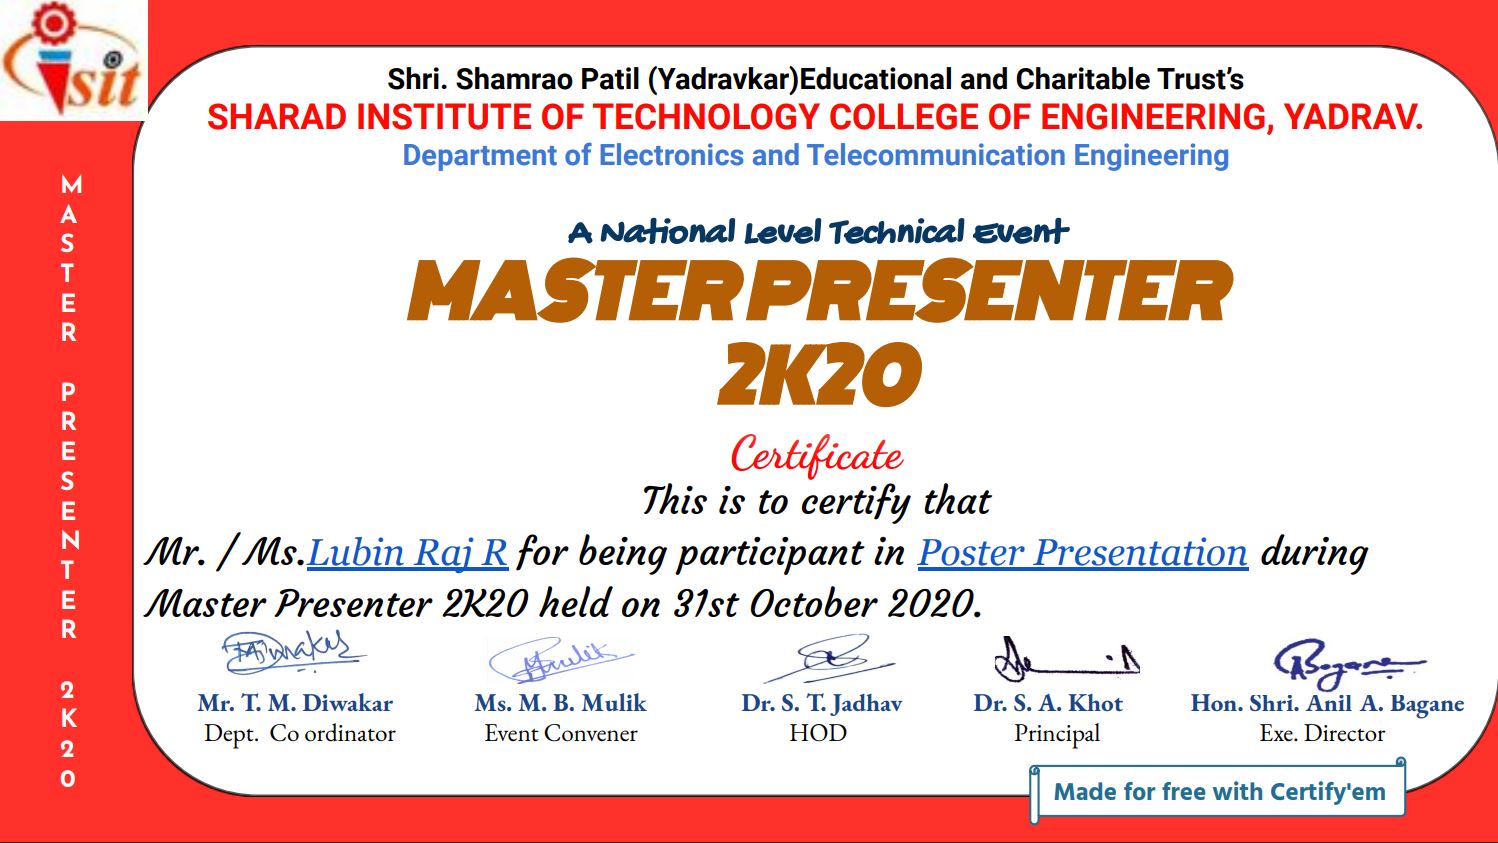 sit
Shri. Shamrao Patil (Yadravkar)Educational and Charitable Trust's
SHARAD INSTITUTE OF TECHNOLOGY COLLEGE OF ENGINEERING, YADRAV.
Department of Electronics and Telecommunication Engineering
MASTER PRESENTER 2K20
A National Level Technical Event
MASTER PRESENTER
2K20
Certificate
This is to certify that
Mr. / Ms.Lubin Raj R for being participant in Poster Presentation during
Master Presenter 2K20 held on 31st October 2020.
Mr. T. M. Diwakar
Dept. Co ordinator
Ms. M. B. Mulik
Event Convener
Dr. S. T. Jadhav
HOD
Dr. S. A. Khot
Principal
Hon. Shri. Anil A. Bagane
Exe. Director
Made for free with Certify'em